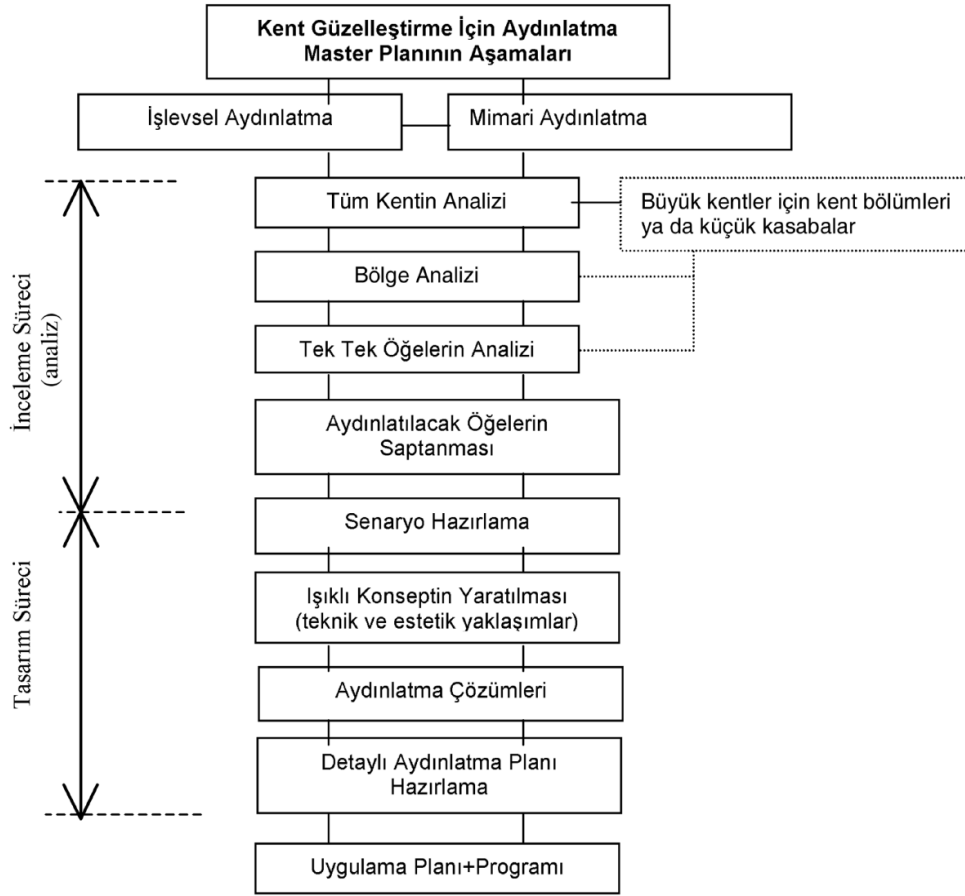 Kent Güzelleştirme İçin Aydınlatma
Master Planının Aşamaları
İşlevsel Aydınlatma
Mimari Aydınlatma
Tüm Kentin Analizi
Büyük kentler için kent bölümleri
ya da küçük kasabalar
Bölge Analizi
Tek Tek Öğelerin Analizi
Aydınlatılacak Öğelerin
Saptanması
İnceleme Süreci
(analiz)
Senaryo Hazırlama
Işıklı Konseptin Yaratılması
(teknik ve estetik yaklaşımlar)
Aydınlatma Çözümleri
Detaylı Aydınlatma Planı
Hazırlama
Tasarım Süreci
Uygulama Planı+Programı